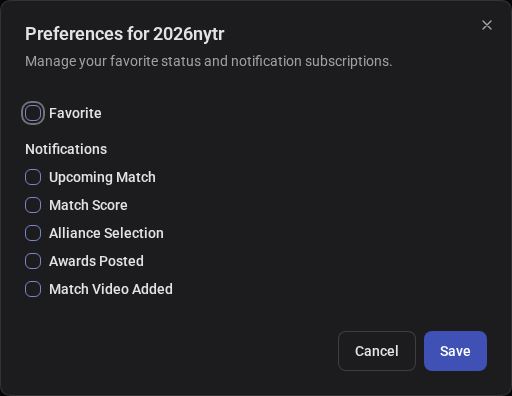 Preferences for 2026nytr
Manage your favorite status and notification subscriptions.
Favorite
Notifications
Upcoming Match
Match Score
Alliance Selection
Awards Posted
Match Video Added
Cancel
Save